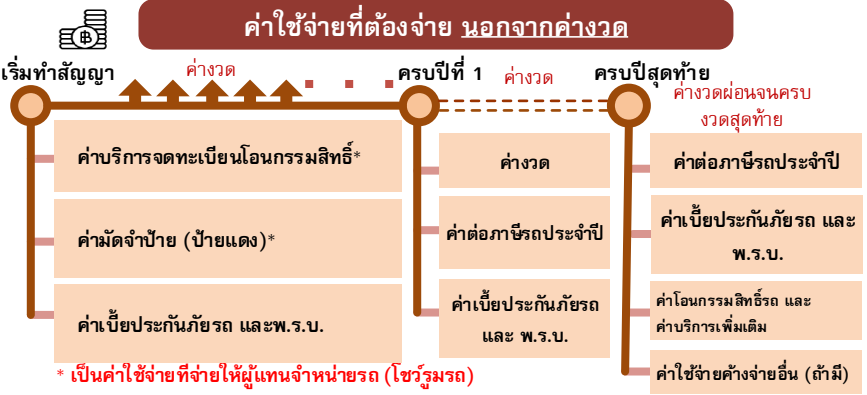 ค่าใช้จ่ายที่ต้องจ่าย นอกจากค่างวด
เริ่มทำสัญญา
ค่างวด
ครบปีที่ 1
ค่างวด
ครบปีสุดท้าย
ค่างวดผ่อนจนครบ
งวดสุดท้าย
ค่าบริการจดทะเบียนโอนกรรมสิทธิ์*
ค่ามัดจำป้าย (ป้ายแดง)*
ค่าเบี้ยประกันภัยรถ และพ.ร.บ.
ค่างวด
ค่าต่อภาษีรถประจำปี
ค่าเบี้ยประกันภัยรถ
และ พ.ร.บ.
ค่าต่อภาษีรถประจำปี
ค่าเบี้ยประกันภัยรถ และ
พ.ร.บ.
ค่าโอนกรรมสิทธิ์รถ และ
ค่าบริการเพิ่มเติม
ค่าใช้จ่ายค้างจ่ายอื่น (ถ้ามี)
* เป็นค่าใช้จ่ายที่จ่ายให้ผู้แทนจำหน่ายรถ (โชว์รูมรถ)